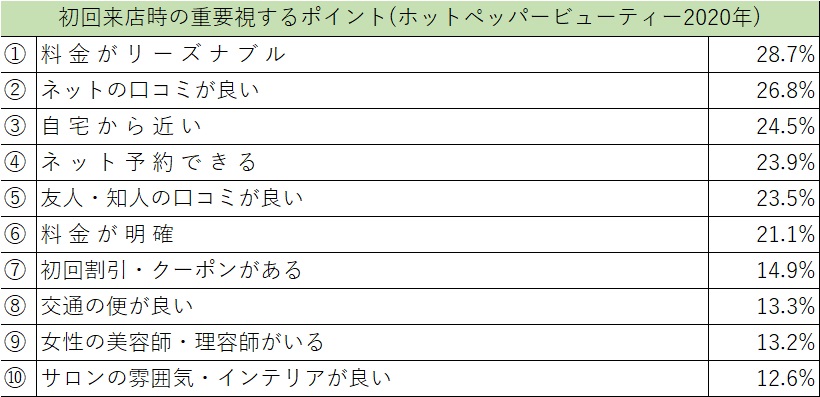 初回来店時の重要視するポイント(ホットペッパービューティー2020年)
① 料金がリーズナブル 28.7%
② ネットの口コミが良い 26.8%
③ 自宅から近い 24.5%
④ ネット予約できる 23.9%
⑤ 友人・知人の口コミが良い 23.5%
⑥ 料金が明確 21.1%
⑦ 初回割引・クーポンがある 14.9%
⑧ 交通の便が良い 13.3%
⑨ 女性の美容師・理容師がいる 13.2%
⑩ サロンの雰囲気・インテリアが良い 12.6%